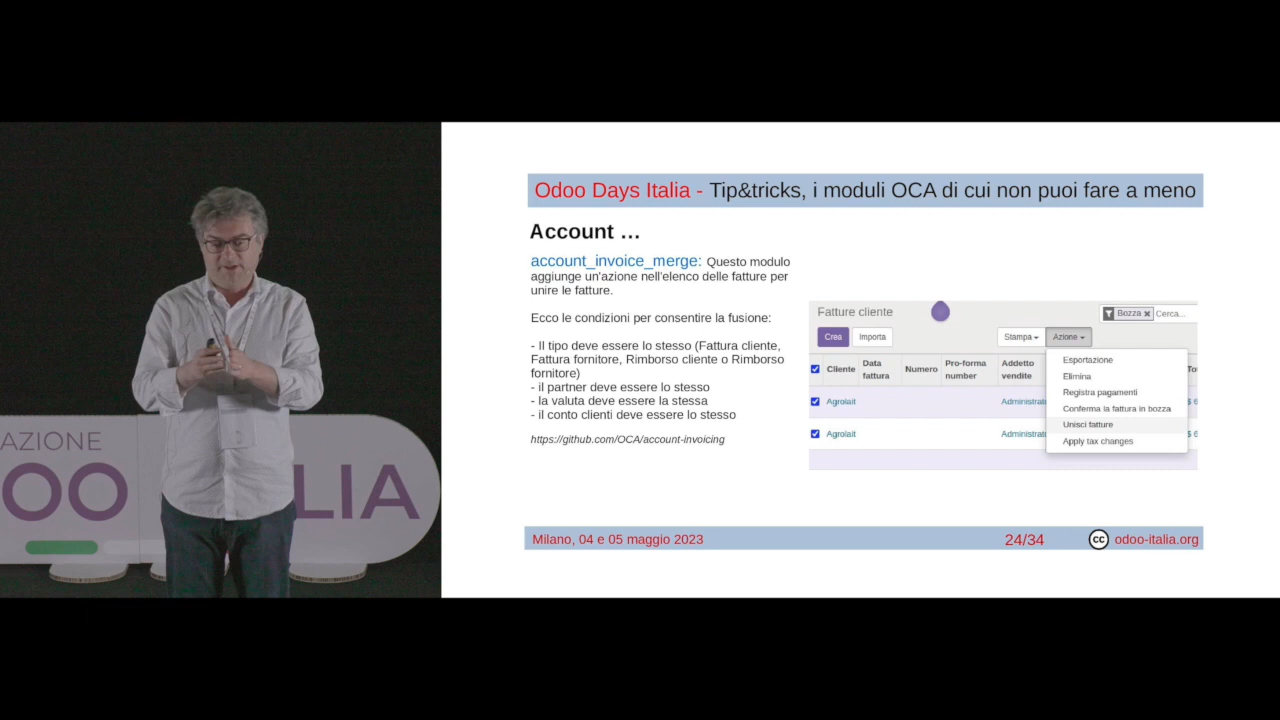 AZIONE
OO
LIA
Odoo Days Italia - Tip&tricks, i moduli OCA di cui non puoi fare a meno
Account ...
account_invoice_merge: Questo modulo
aggiunge un'azione nell'elenco delle fatture per
unire le fatture.
Ecco le condizioni per consentire la fusione:
- Il tipo deve essere lo stesso (Fattura cliente,
Fattura fornitore, Rimborso cliente o Rimborso
fornitore)
- il partner deve essere lo stesso
- la valuta deve essere la stessa
- il conto clienti deve essere lo stesso
https://github.com/OCA/account-invoicing
Fatture cliente
Bozza × Cerca...
Crea Importa Stampa Azione
Cliente Data fattura Numero Pro-forma number Addetto vendite To
Agrolait Administrat $ 6
Agrolait Administrat $ 6
Esportazione
Elimina
Registra pagamenti
Conferma la fattura in bozza
Unisci fatture
Apply tax changes
Milano, 04 e 05 maggio 2023 24/34 cc odoo-italia.org